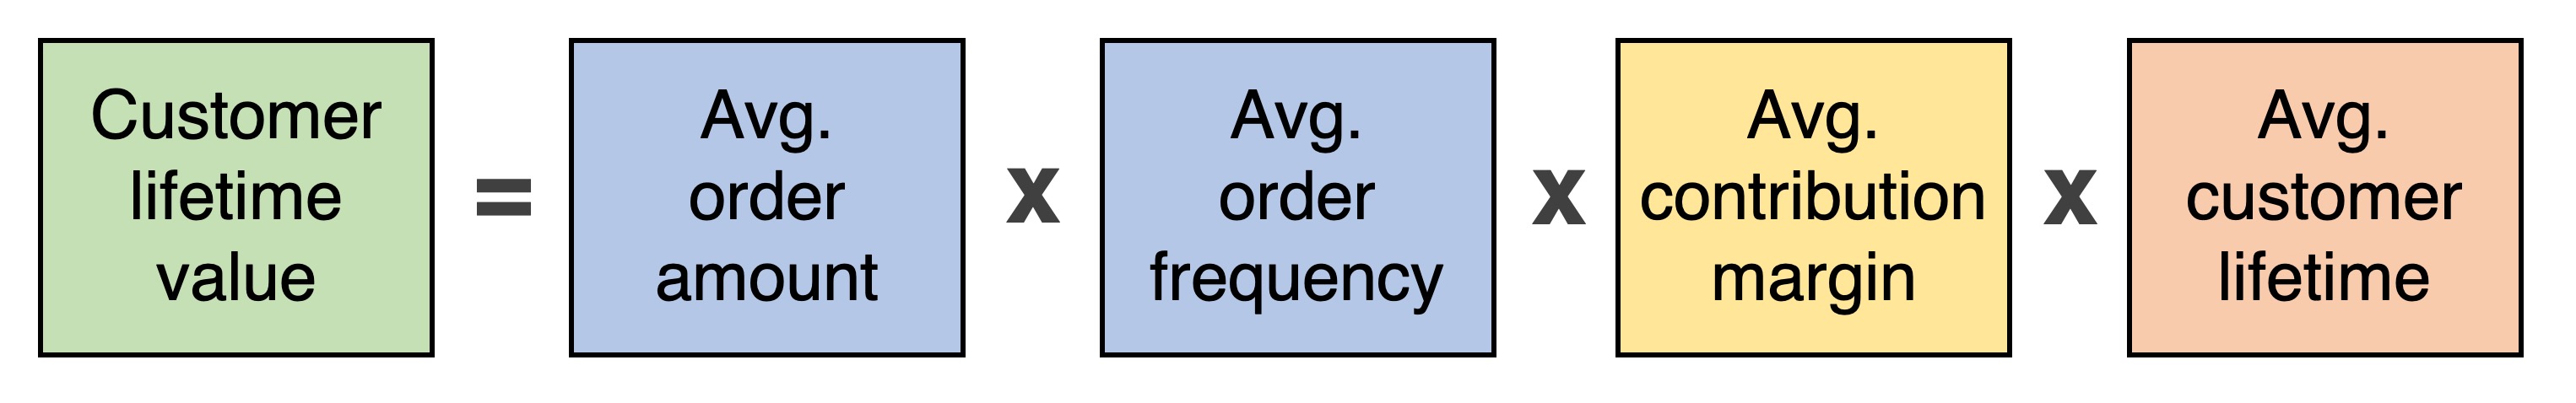 Customer
lifetime
value
=
Avg.
order
amount
x
Avg.
order
frequency
x
Avg.
contribution
margin
x
Avg.
customer
lifetime